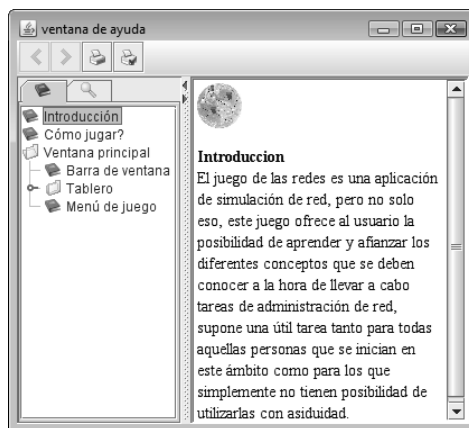 ventana de ayuda
Introducción
Cómo jugar?
Ventana principal
Barra de ventana
Tablero
Menú de juego
Introduccion
El juego de las redes es una aplicación
de simulación de red, pero no solo
eso, este juego ofrece al usuario la
posibilidad de aprender y afianzar los
diferentes conceptos que se deben
conocer a la hora de llevar a cabo
tareas de administración de red,
supone una útil tarea tanto para todas
aquellas personas que se inician en
este ámbito como para los que
simplemente no tienen posibilidad de
utilizarlas con asiduidad.